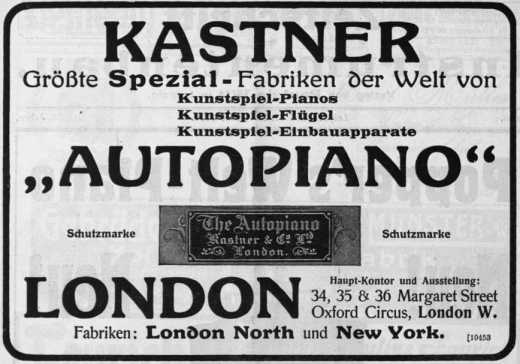 KASTNER
Größte Spezial-Fabriken der Welt von
Kunstspiel-Pianos
Kunstspiel-Flügel
Kunstspiel-Einbauapparate
„AUTOPIANO“
Schutzmarke
The Autopiano
Kastner & Co. Ld
London.
Schutzmarke
LONDON
Haupt-Kontor und Ausstellung:
34, 35 & 36 Margaret Street
Oxford Circus, London W.
Fabriken: London North und New York.
[10453